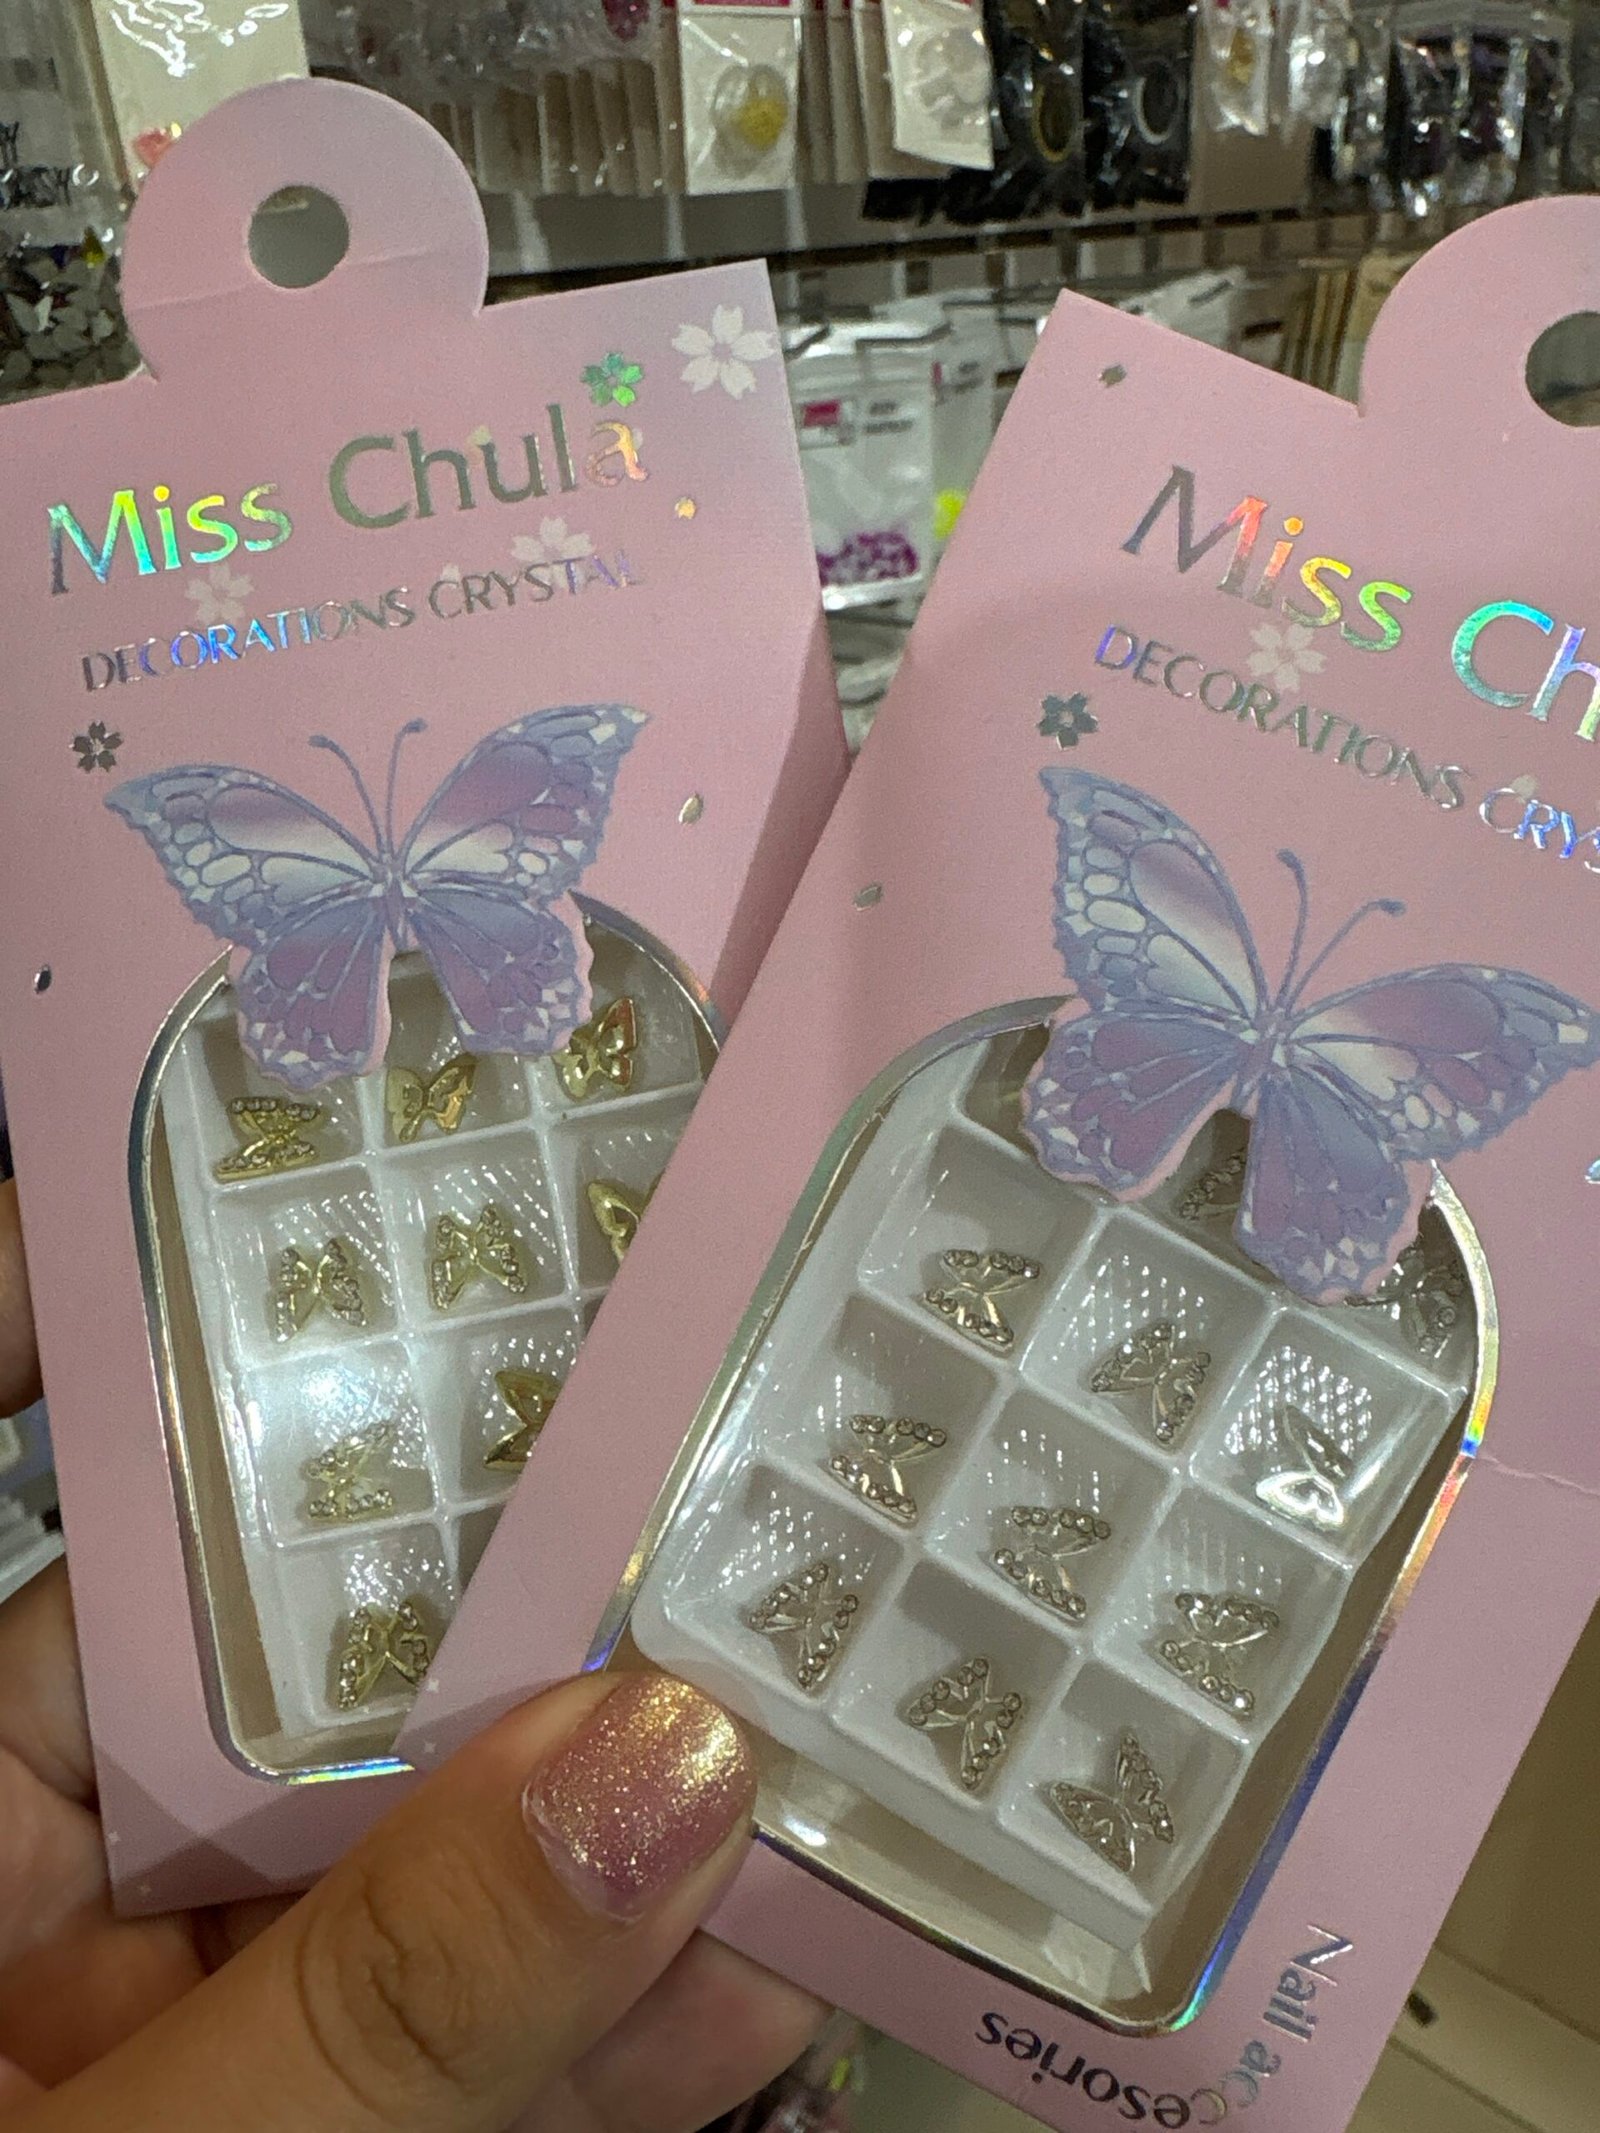 Miss Chula
DECORATIONS CRYSTAL
Miss Ch
DECORATIONS CRYS
Nail accesories